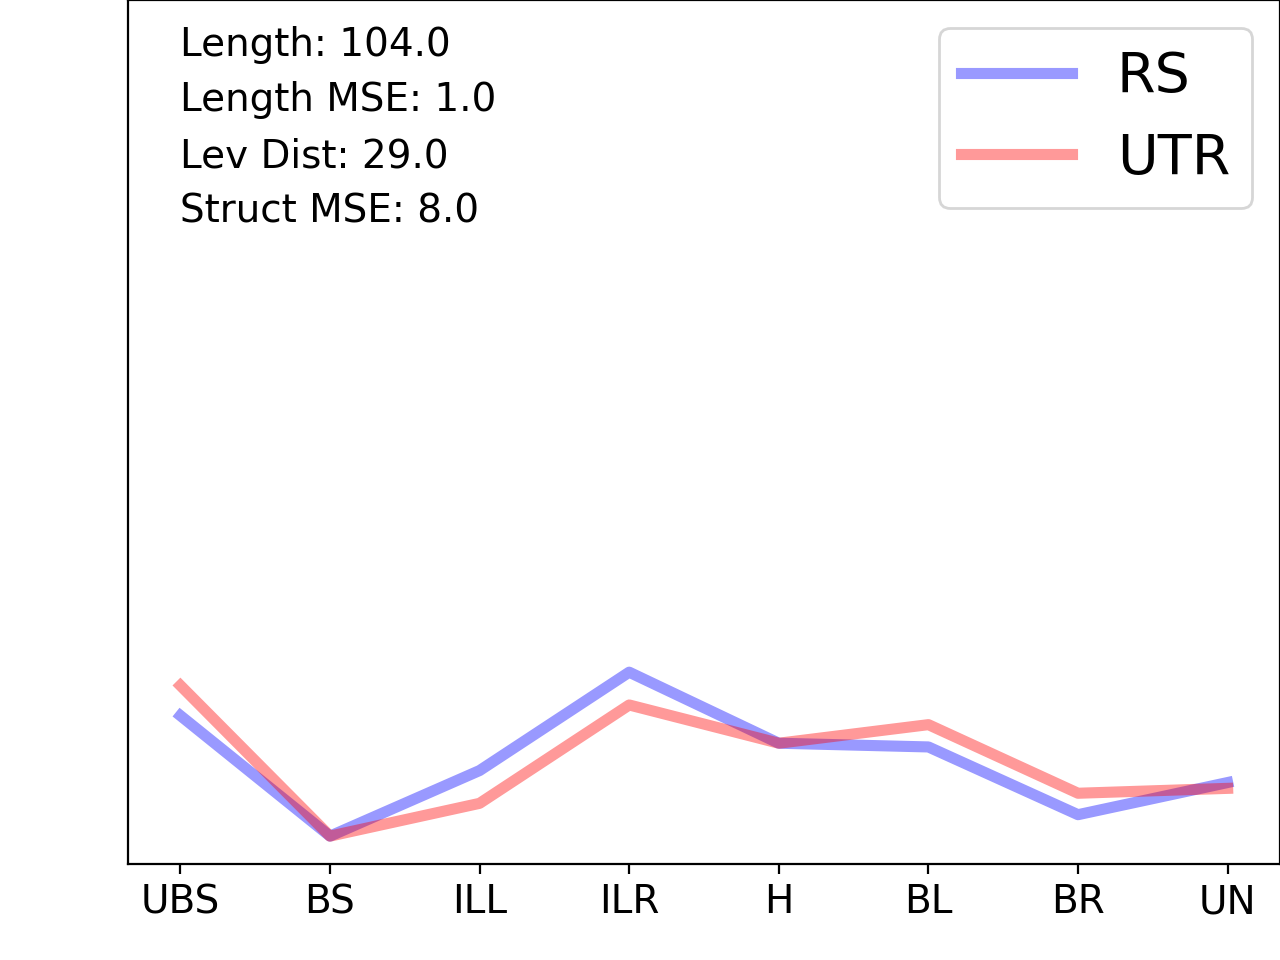 Length: 104.0
Length MSE: 1.0
Lev Dist: 29.0
Struct MSE: 8.0
RS
UTR
UBS BS ILL ILR H BL BR UN